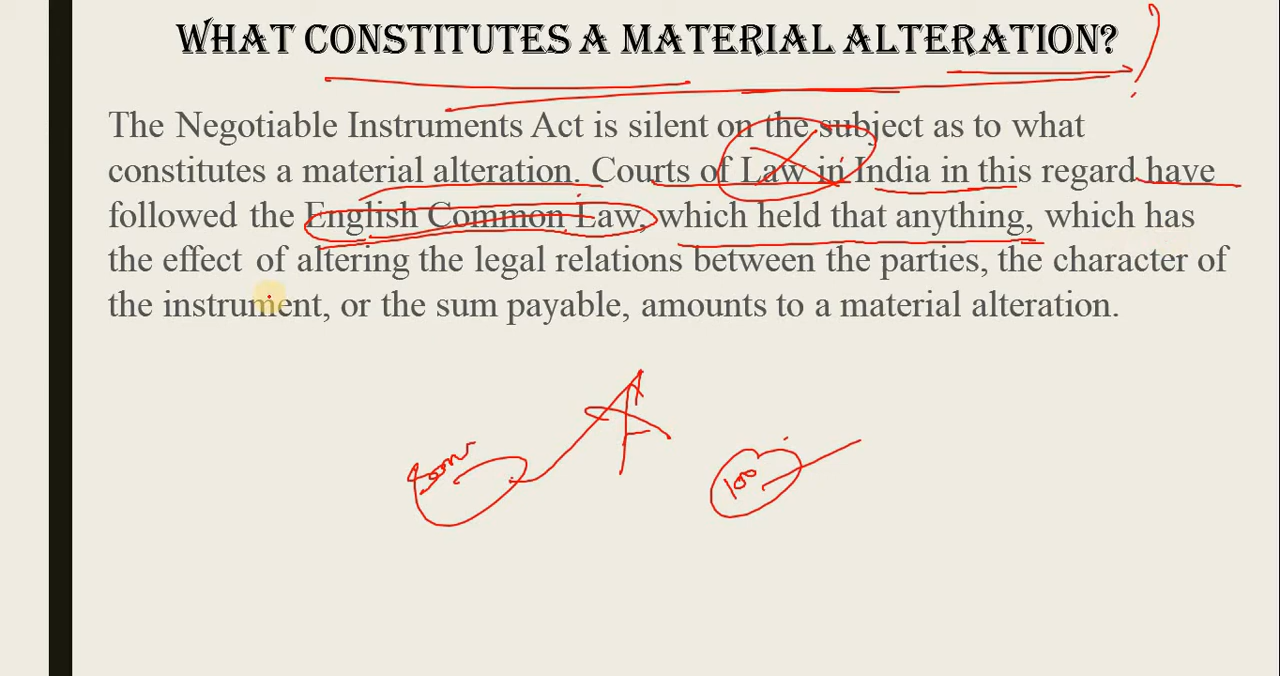 WHAT CONSTITUTES A MATERIAL ALTERATION?
The Negotiable Instruments Act is silent on the subject as to what
constitutes a material alteration. Courts of Law in India in this regard have
followed the English Common Law, which held that anything, which has
the effect of altering the legal relations between the parties, the character of
the instrument, or the sum payable, amounts to a material alteration.
100